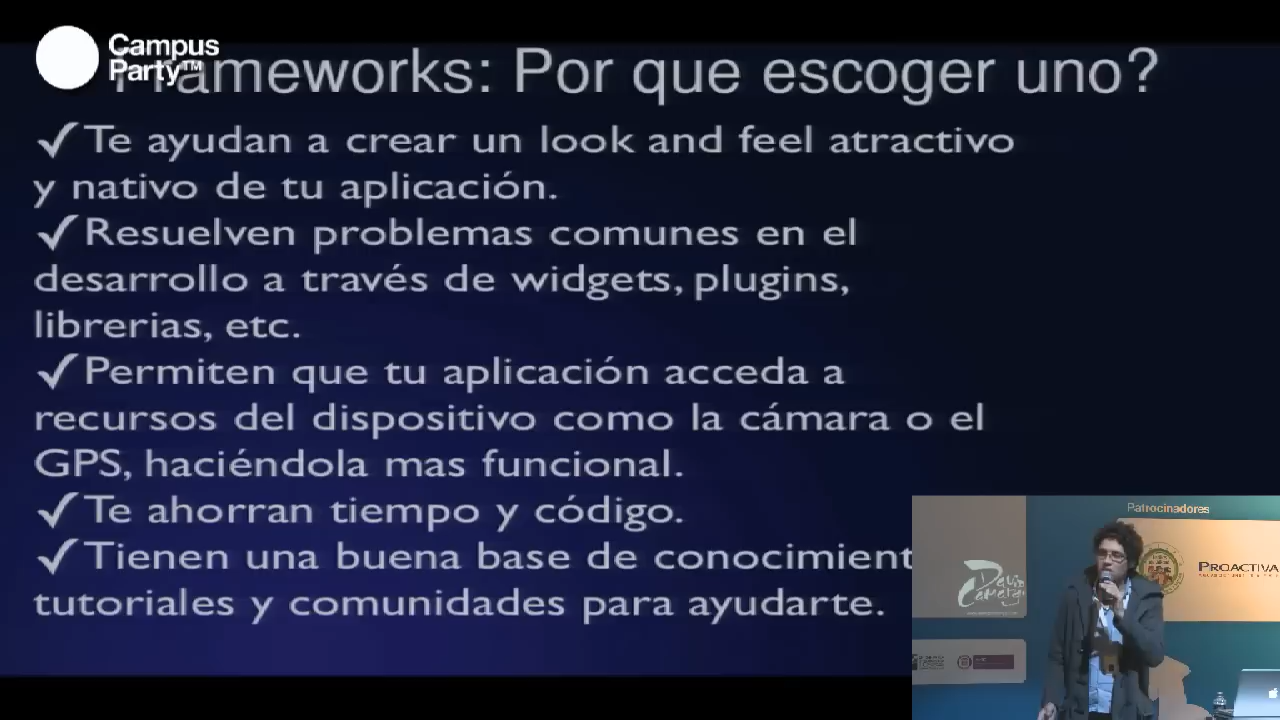 Campus
Party™
Frameworks: Por que escoger uno?
✓Te ayudan a crear un look and feel atractivo
y nativo de tu aplicación.
✓Resuelven problemas comunes en el
desarrollo a través de widgets, plugins,
librerias, etc.
✓Permiten que tu aplicación acceda a
recursos del dispositivo como la cámara o el
GPS, haciéndola mas funcional.
✓Te ahorran tiempo y código.
✓Tienen una buena base de conocimient
tutoriales y comunidades para ayudarte.
Patrocinadores
PROACTIVA